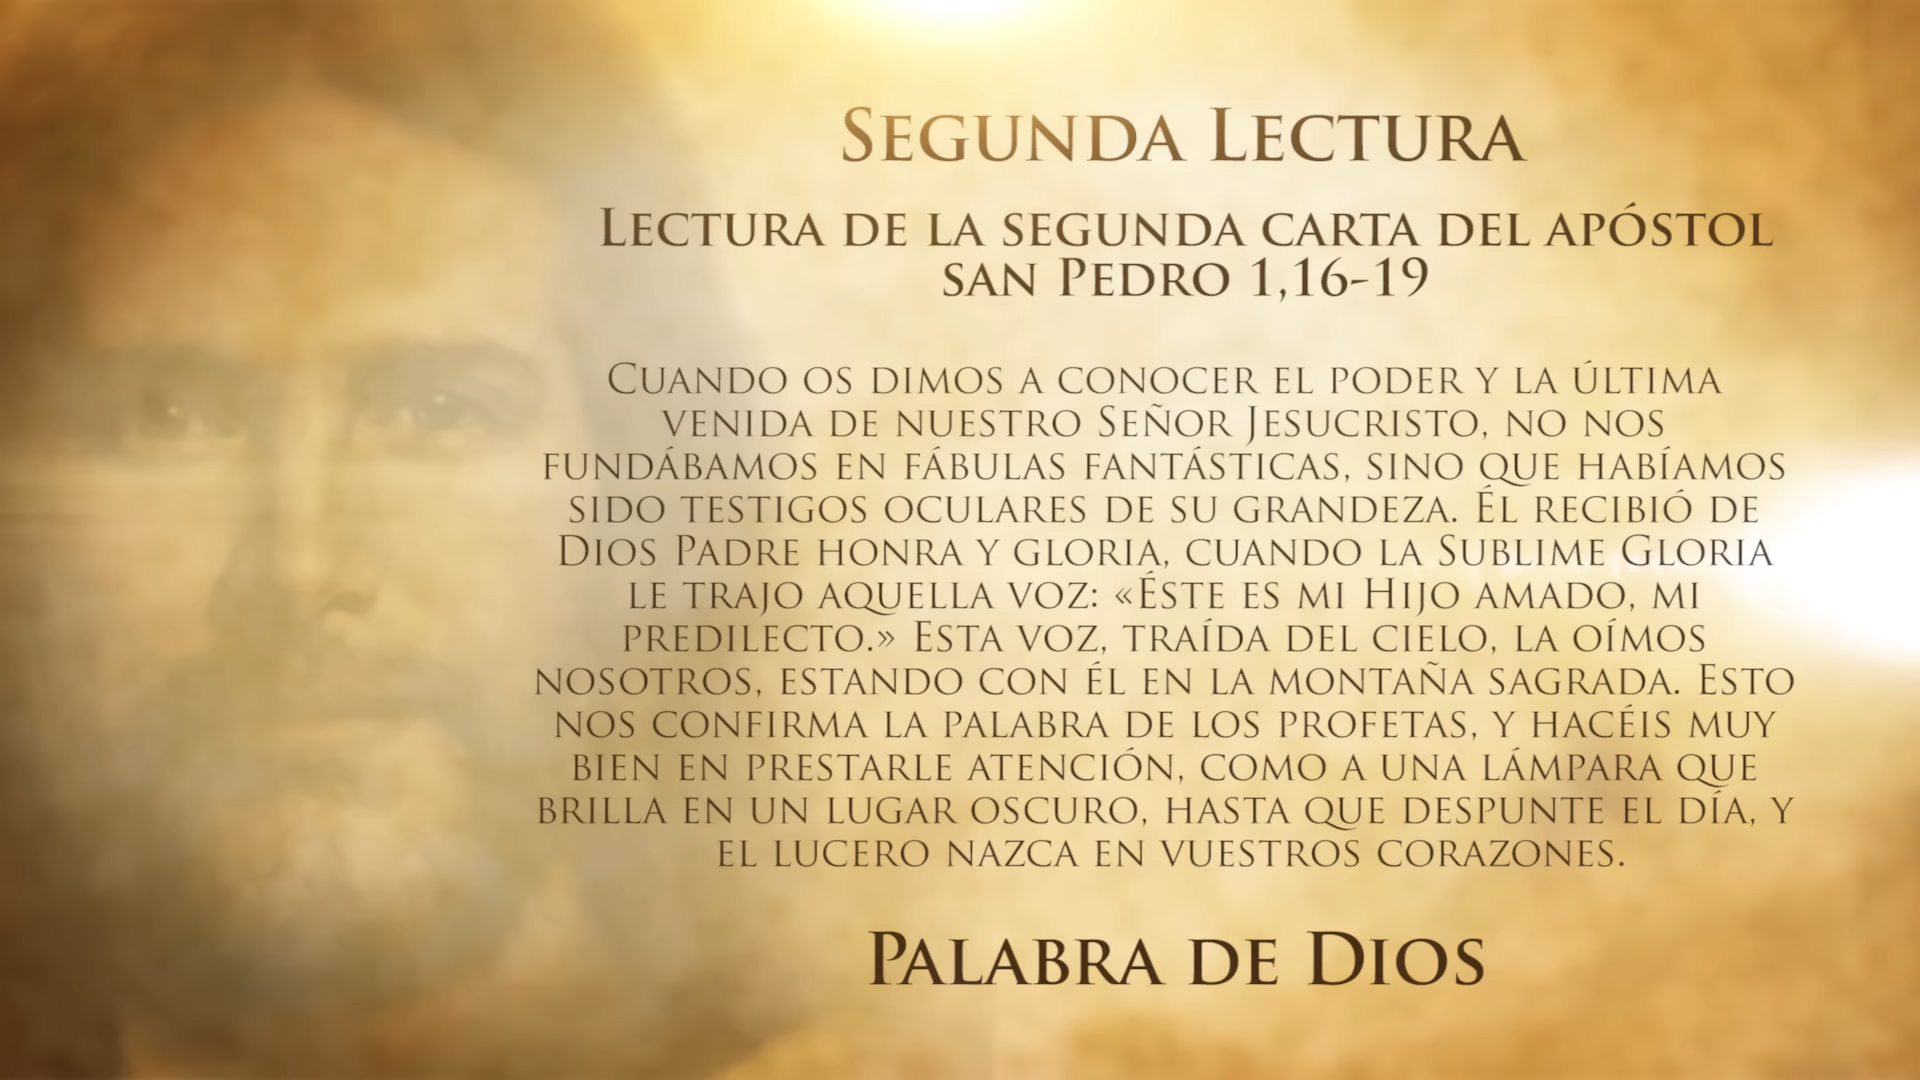 Segunda Lectura
Lectura de la segunda carta del apóstol
san Pedro 1,16-19
Cuando os dimos a conocer el poder y la última
venida de nuestro Señor Jesucristo, no nos
fundábamos en fábulas fantásticas, sino que habíamos
sido testigos oculares de su grandeza. Él recibió de
Dios Padre honra y gloria, cuando la Sublime Gloria
le trajo aquella voz: «Éste es mi Hijo amado, mi
predilecto.» Esta voz, traída del cielo, la oímos
nosotros, estando con él en la montaña sagrada. Esto
nos confirma la palabra de los profetas, y hacéis muy
bien en prestarle atención, como a una lámpara que
brilla en un lugar oscuro, hasta que despunte el día, y
el lucero nazca en vuestros corazones.
Palabra de Dios